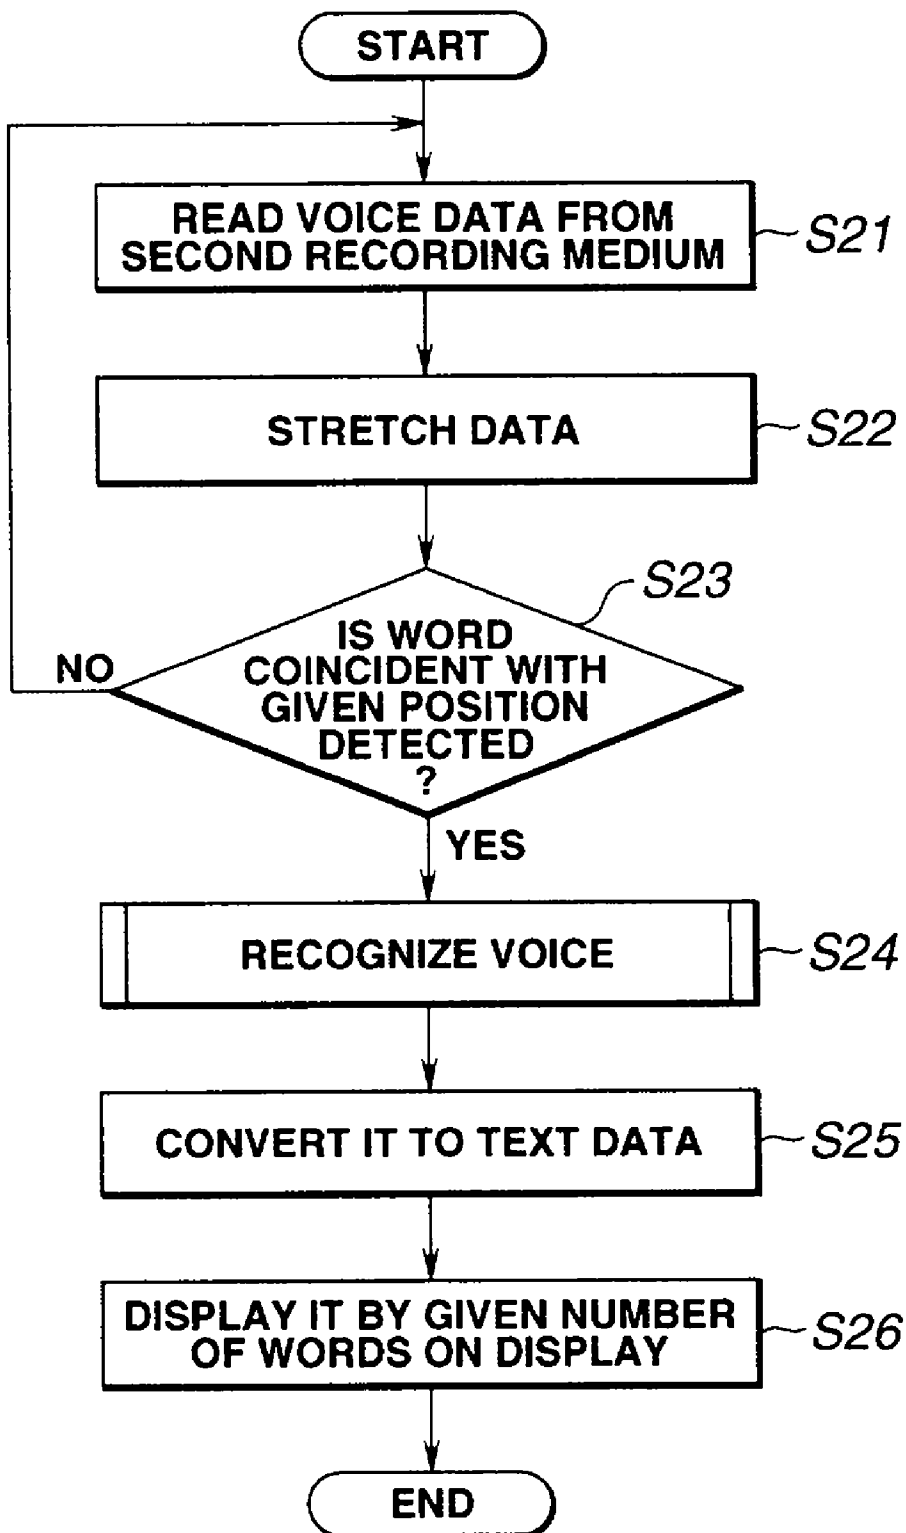 START
READ VOICE DATA FROM
SECOND RECORDING MEDIUM
S21
STRETCH DATA
S22
S23
IS WORD
COINCIDENT WITH
GIVEN POSITION
DETECTED
?
NO
YES
RECOGNIZE VOICE
S24
CONVERT IT TO TEXT DATA
S25
DISPLAY IT BY GIVEN NUMBER
OF WORDS ON DISPLAY
S26
END